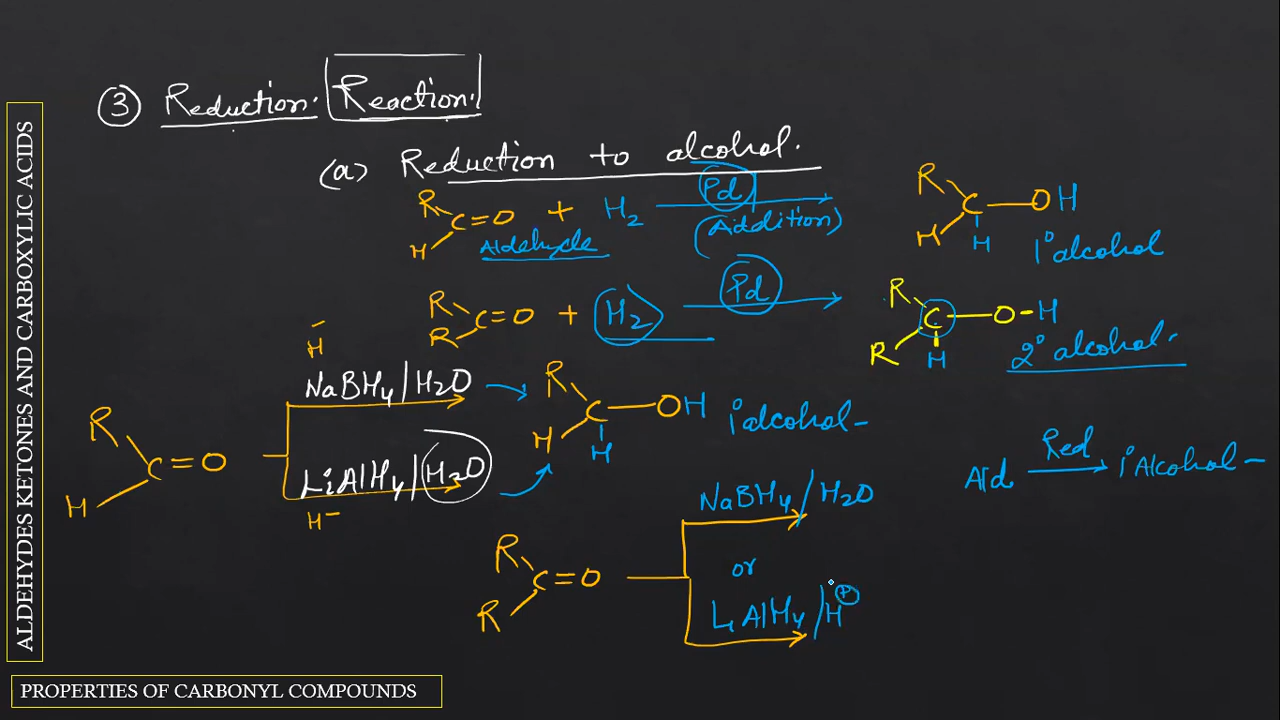 ALDEHYDES KETONES AND CARBOXYLIC ACIDS
③ Reduction. Reaction.
(a) Reduction to alcohol.
R H C=O + H2 Pd (Addition) R H C H —OH
Aldehyde 1° alcohol
R R C=O + H2 Pd R R C H —O-H
2° alcohol.
H⁻
NaBH4/H2O R H C H —OH 1° alcohol-
R H C=O
LiAlH4/H2O
H⁻
Ald Red 1° Alcohol-
NaBH4/H2O
R R C=O or
LiAlH4/H⊕
PROPERTIES OF CARBONYL COMPOUNDS